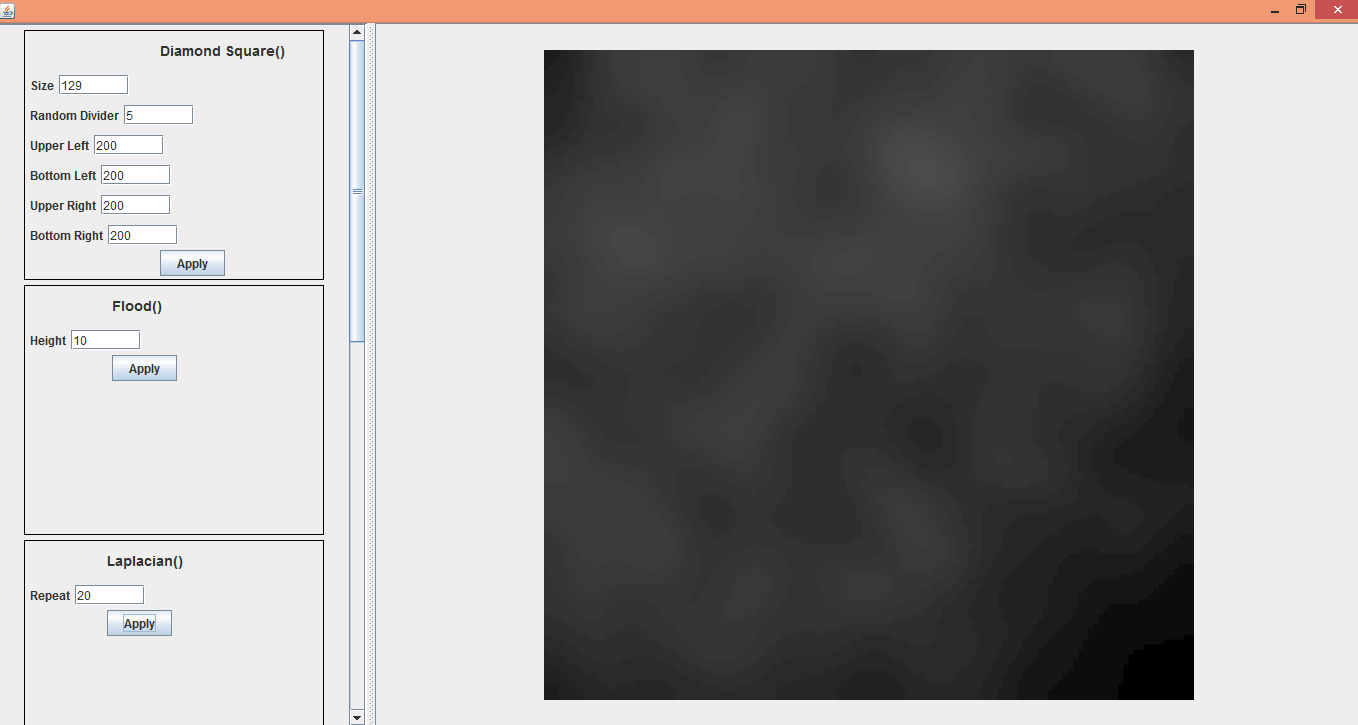 Diamond Square()
Size 129
Random Divider 5
Upper Left 200
Bottom Left 200
Upper Right 200
Bottom Right 200
Apply
Flood()
Height 10
Apply
Laplacian()
Repeat 20
Apply